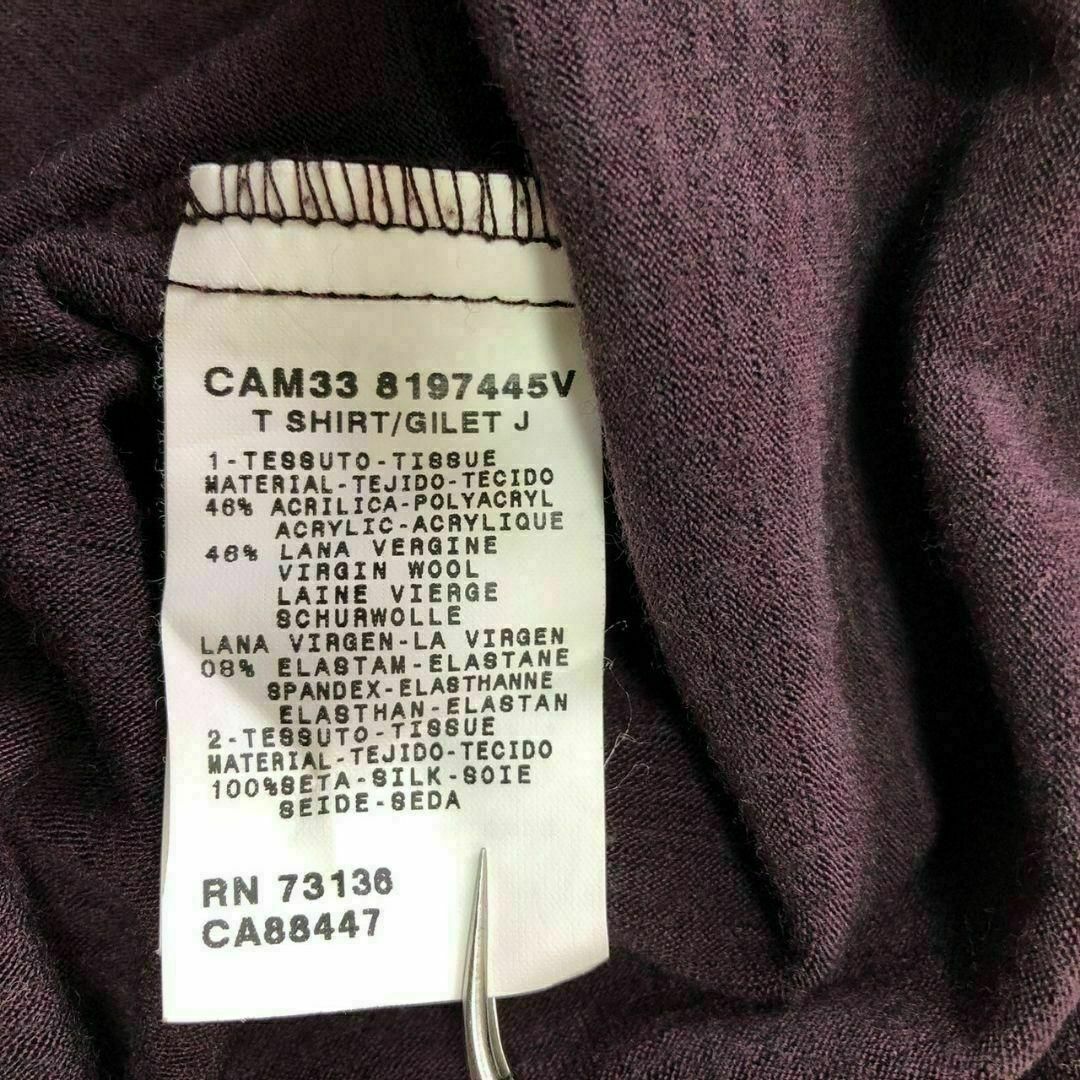 CAM33 8197445V
T SHIRT/GILET J
1-TESSUTO-TISSUE
MATERIAL-TEJIDO-TECIDO
46% ACRILICA-POLYACRYL
ACRYLIC-ACRYLIQUE
46% LANA VERGINE
VIRGIN WOOL
LAINE VIERGE
SCHURWOLLE
LANA VIRGEN-LA VIRGEN
08% ELASTAM-ELASTANE
SPANDEX-ELASTHANNE
ELASTHAN-ELASTAN
2-TESSUTO-TISSUE
MATERIAL-TEJIDO-TECIDO
100%SETA-SILK-SOIE
SEIDE-SEDA
RN 73136
CA88447